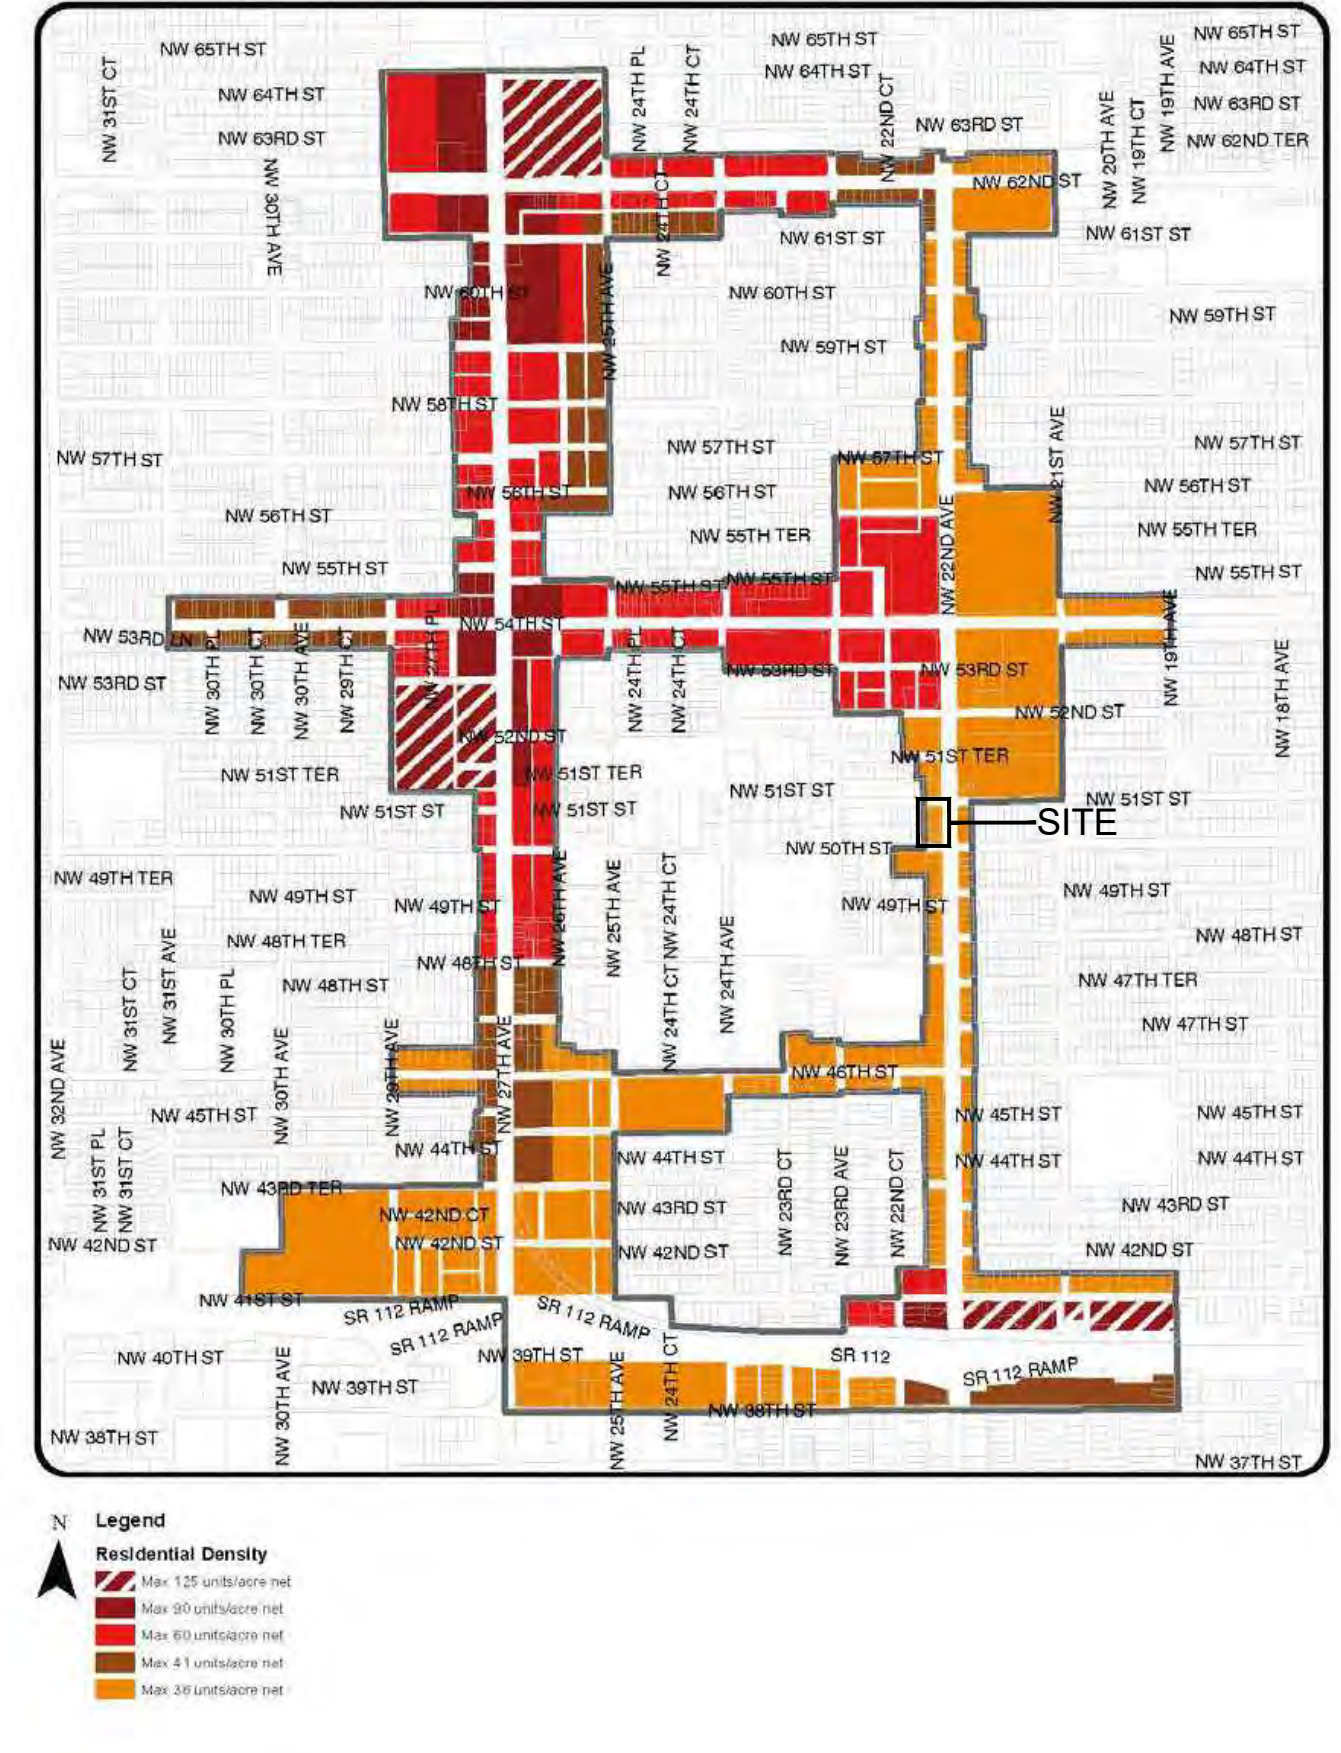 NW 65TH ST
NW 65TH ST
NW 65TH ST
NW 31ST CT
NW 24TH PL
NW 24TH CT
NW 64TH ST
NW 22ND CT
NW 19TH AVE
NW 64TH ST
NW 64TH ST
NW 20TH AVE
NW 19TH CT
NW 63RD ST
NW 63RD ST
NW 63RD ST
NW 62ND TER
NW 30TH AVE
NW 24TH CT
NW 62ND ST
NW 61ST ST
NW 61ST ST
NW 60TH ST
NW 25TH AVE
NW 60TH ST
NW 59TH ST
NW 59TH ST
NW 58TH ST
NW 21ST AVE
NW 57TH ST
NW 57TH ST
NW 57TH ST
NW 57TH ST
NW 56TH ST
NW 56TH ST
NW 56TH ST
NW 56TH ST
NW 22ND AVE
NW 55TH TER
NW 55TH TER
NW 55TH ST
NW 55TH ST
NW 55TH ST
NW 55TH ST
NW 54TH ST
NW 19TH AVE
NW 53RD LN
NW 30TH PL
NW 30TH CT
NW 30TH AVE
NW 29TH CT
NW 27TH PL
NW 24TH PL
NW 24TH CT
NW 18TH AVE
NW 53RD ST
NW 53RD ST
NW 53RD ST
NW 52ND ST
NW 52ND ST
NW 51ST TER
NW 51ST TER
NW 51ST TER
NW 51ST ST
NW 51ST ST
NW 51ST ST
NW 51ST ST
SITE
NW 50TH ST
NW 49TH TER
NW 49TH ST
NW 49TH ST
NW 49TH ST
NW 49TH ST
NW 26TH AVE
NW 25TH AVE
NW 24TH CT
NW 24TH CT
NW 24TH AVE
NW 48TH TER
NW 48TH ST
NW 48TH ST
NW 48TH ST
NW 31ST CT
NW 31ST AVE
NW 30TH PL
NW 47TH TER
NW 47TH ST
NW 32ND AVE
NW 30TH AVE
NW 29TH AVE
NW 27TH AVE
NW 46TH ST
NW 45TH ST
NW 45TH ST
NW 45TH ST
NW 31ST PL
NW 31ST CT
NW 44TH ST
NW 44TH ST
NW 44TH ST
NW 44TH ST
NW 23RD CT
NW 23RD AVE
NW 22ND CT
NW 43RD TER
NW 43RD ST
NW 43RD ST
NW 42ND CT
NW 42ND ST
NW 42ND ST
NW 42ND ST
NW 42ND ST
NW 41ST ST
SR 112 RAMP
SR 112 RAMP
SR 112 RAMP
NW 40TH ST
NW 39TH ST
SR 112
SR 112 RAMP
NW 30TH AVE
NW 39TH ST
NW 25TH AVE
NW 24TH CT
NW 38TH ST
NW 38TH ST
NW 37TH ST
N
Legend
Residential Density
Max 125 units/acre net
Max 90 units/acre net
Max 60 units/acre net
Max 41 units/acre net
Max 36 units/acre net